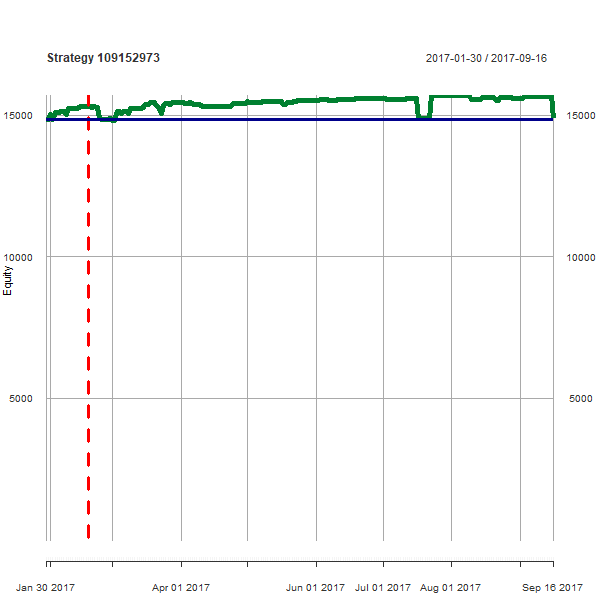 Strategy 109152973
2017-01-30 / 2017-09-16
15000
15000
10000
10000
Equity
5000
5000
Jan 30 2017
Apr 01 2017
Jun 01 2017
Jul 01 2017
Aug 01 2017
Sep 16 2017